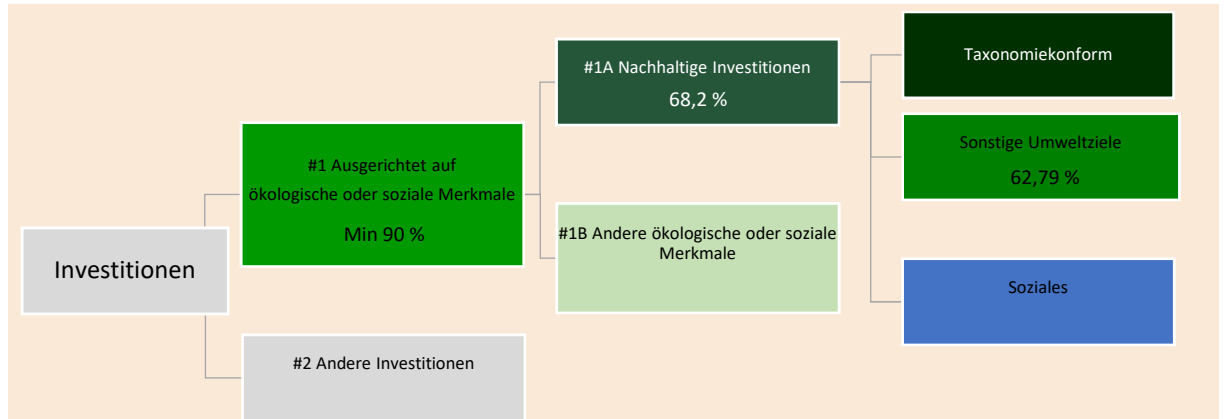 Investitionen
#1 Ausgerichtet auf
ökologische oder soziale Merkmale
Min 90 %
#2 Andere Investitionen
#1A Nachhaltige Investitionen
68,2 %
#1B Andere ökologische oder soziale
Merkmale
Taxonomiekonform
Sonstige Umweltziele
62,79 %
Soziales